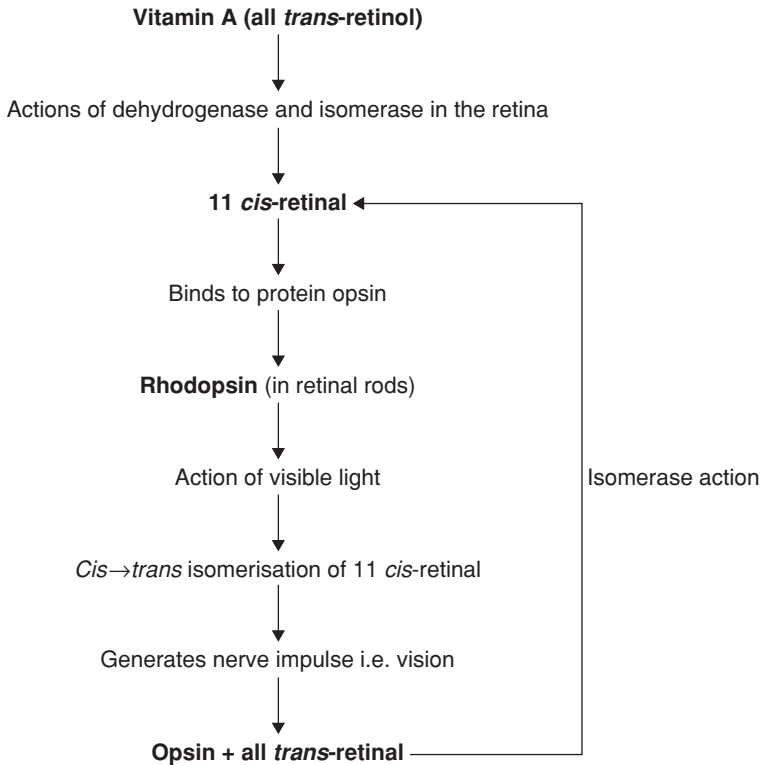 Vitamin A (all trans-retinol)
Actions of dehydrogenase and isomerase in the retina
11 cis-retinal
Binds to protein opsin
Rhodopsin (in retinal rods)
Action of visible light
Isomerase action
Cis→trans isomerisation of 11 cis-retinal
Generates nerve impulse i.e. vision
Opsin + all trans-retinal